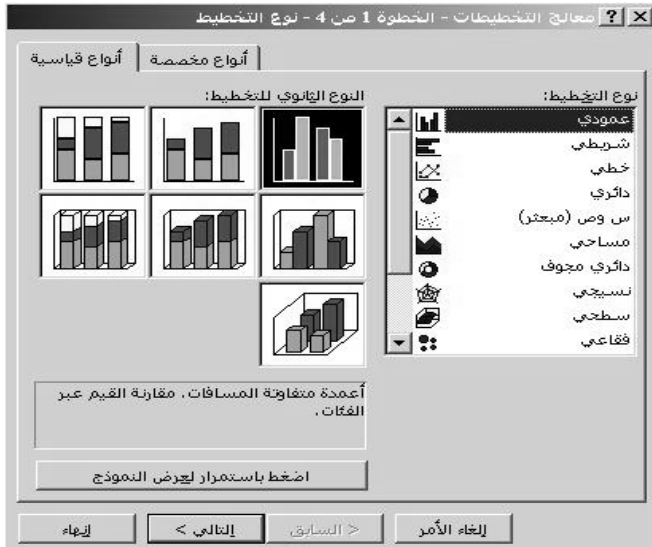 معالج التخطيطات - الخطوة 1 من 4 - نوع التخطيط
أنواع قياسية
أنواع مخصصة
نوع التخطيط:
عمودي
شريطي
خطي
دائري
س وص (مبعثر)
مساحي
دائري مجوف
نسيجي
سطحي
فقاعي
النوع الثانوي للتخطيط:
أعمدة متفاوتة المسافات. مقارنة القيم عبر
الفئات.
اضغط باستمرار لعرض النموذج
إلغاء الأمر
< السابق
التالي >
إنهاء